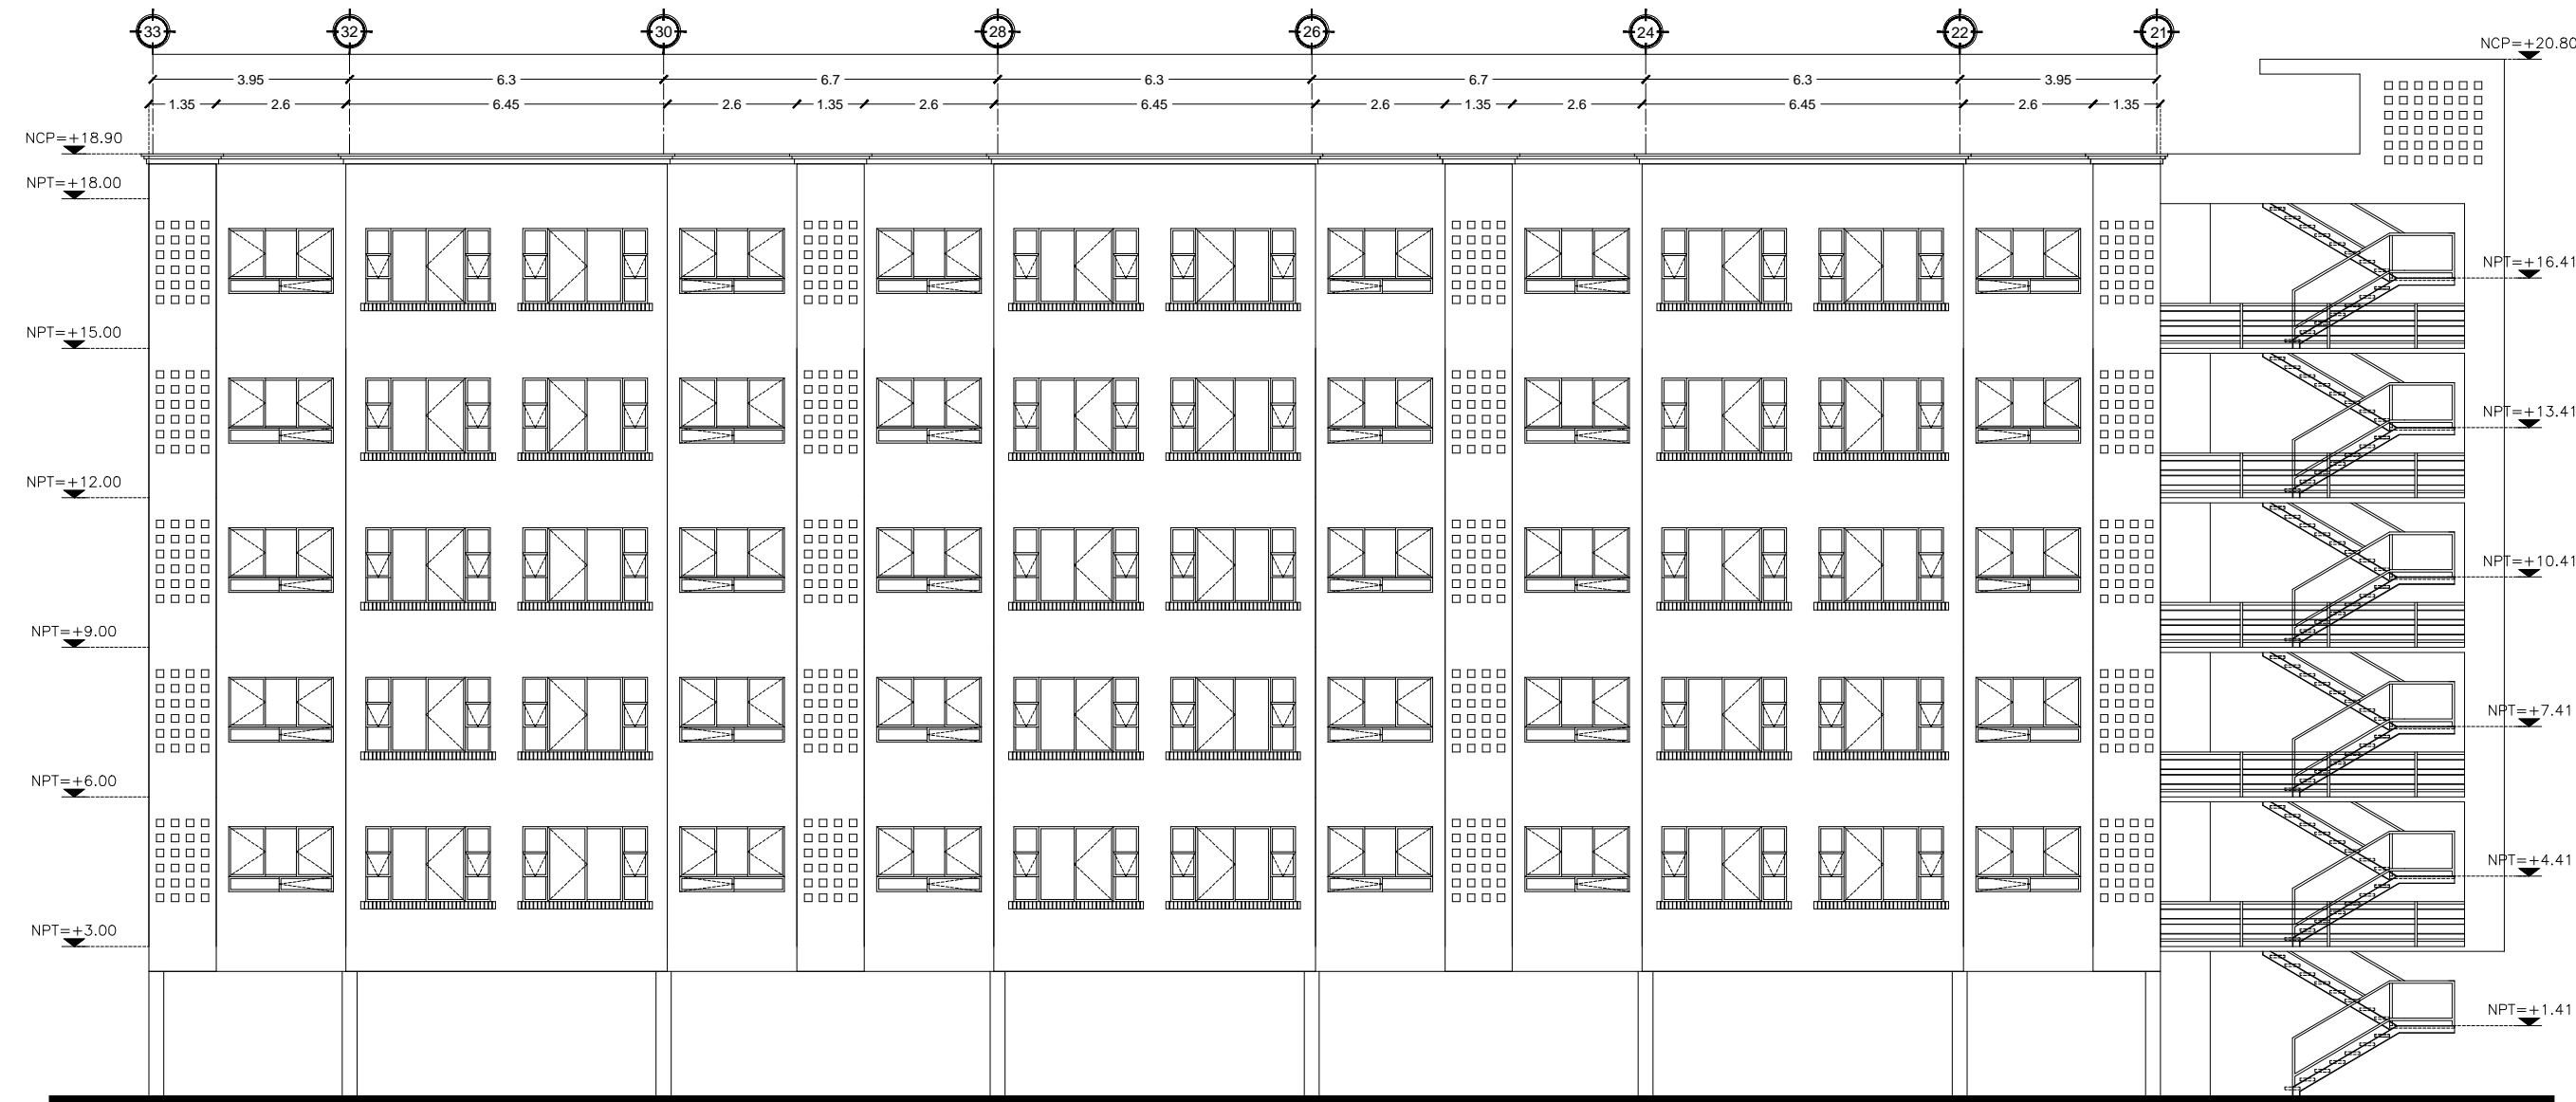 33 32 30 28 26 24 22 21
NCP=+20.80
3.95 6.3 6.7 6.3 6.7 6.3 3.95
1.35 2.6 6.45 2.6 1.35 2.6 6.45 2.6 1.35 2.6 6.45 2.6 1.35
NCP=+18.90
NPT=+18.00
NPT=+16.41
NPT=+15.00
NPT=+13.41
NPT=+12.00
NPT=+10.41
NPT=+9.00
NPT=+7.41
NPT=+6.00
NPT=+4.41
NPT=+3.00
NPT=+1.41